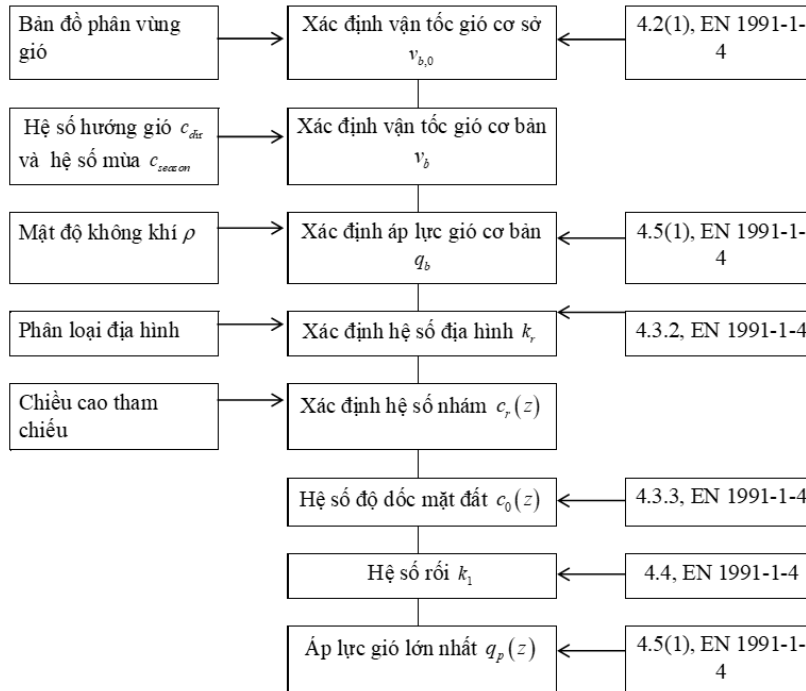 Bản đồ phân vùng
gió
Xác định vận tốc gió cơ sở
v_{b,0}
4.2(1), EN 1991-1-
4
Hệ số hướng gió c_{dir}
và hệ số mùa c_{season}
Xác định vận tốc gió cơ bản
v_b
Mật độ không khí ρ
Xác định áp lực gió cơ bản
q_b
4.5(1), EN 1991-1-
4
Phân loại địa hình
Xác định hệ số địa hình k_r
4.3.2, EN 1991-1-4
Chiều cao tham
chiếu
Xác định hệ số nhám c_r(z)
Hệ số độ dốc mặt đất c_0(z)
4.3.3, EN 1991-1-4
Hệ số rối k_1
4.4, EN 1991-1-4
Áp lực gió lớn nhất q_p(z)
4.5(1), EN 1991-1-
4